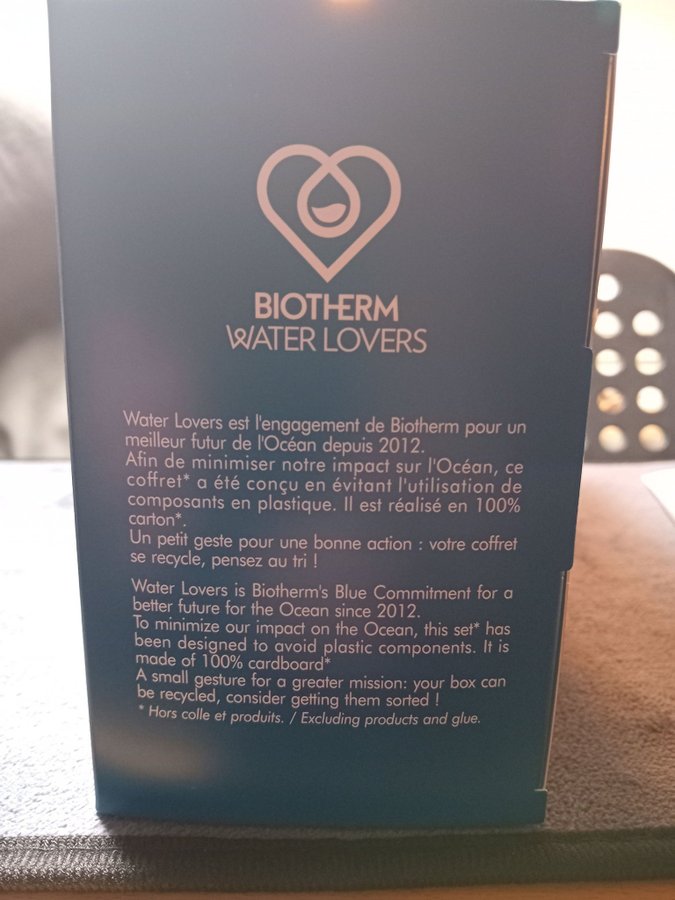 BIOTHERM
WATER LOVERS
Water Lovers est l'engagement de Biotherm pour un
meilleur futur de l'Océan depuis 2012.
Afin de minimiser notre impact sur l'Océan, ce
coffret* a été conçu en évitant l'utilisation de
composants en plastique. Il est réalisé en 100%
carton*.
Un petit geste pour une bonne action : votre coffret
se recycle, pensez au tri !
Water Lovers is Biotherm's Blue Commitment for a
better future for the Ocean since 2012.
To minimize our impact on the Ocean, this set* has
been designed to avoid plastic components. It is
made of 100% cardboard*
A small gesture for a greater mission: your box can
be recycled, consider getting them sorted !
* Hors colle et produits. / Excluding products and glue.